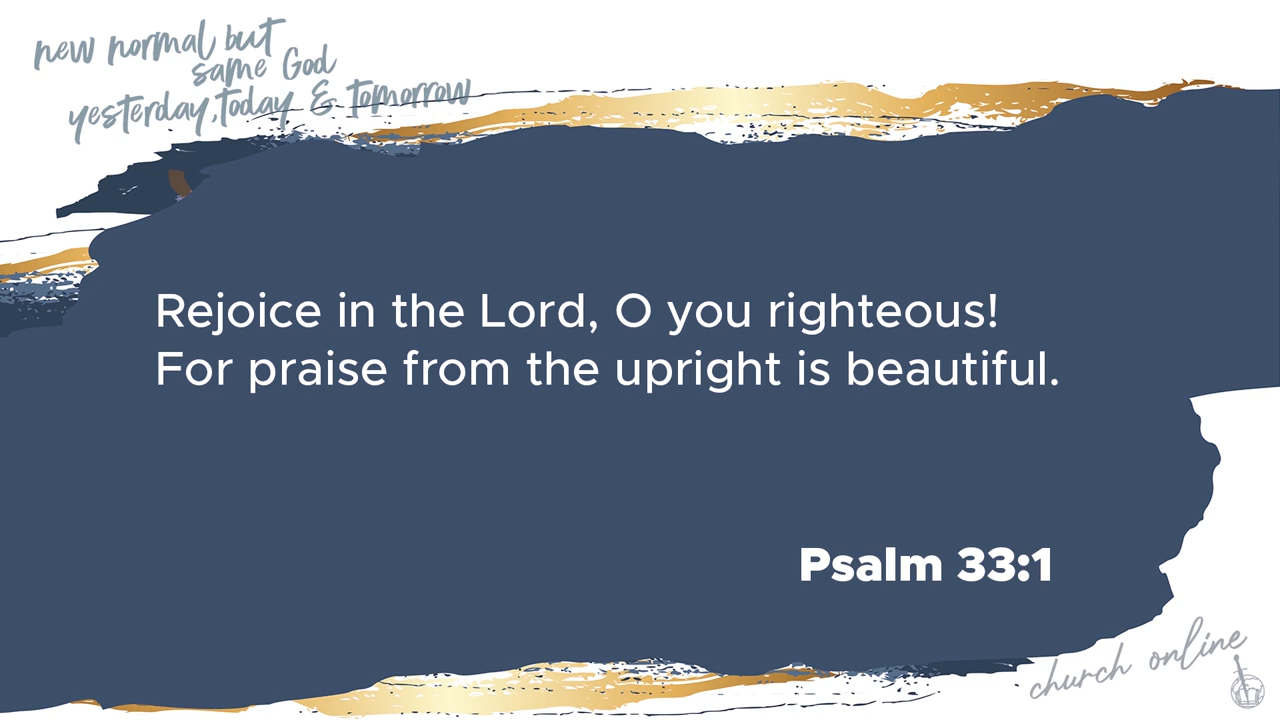 new normal but
same God
yesterday, today & tomorrow
Rejoice in the Lord, O you righteous!
For praise from the upright is beautiful.
Psalm 33:1
church online